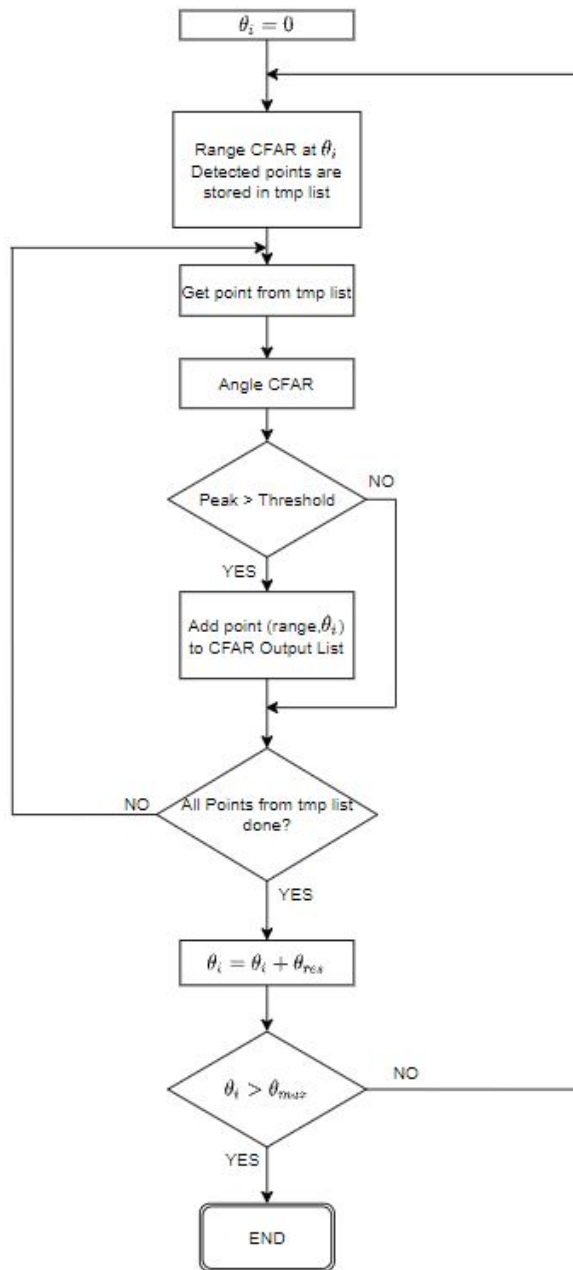 θᵢ = 0
Range CFAR at θᵢ
Detected points are
stored in tmp list
Get point from tmp list
Angle CFAR
Peak > Threshold
NO
YES
Add point (range,θᵢ)
to CFAR Output List
All Points from tmp list
done?
NO
YES
θᵢ = θᵢ + θ_res
θᵢ > θ_max
NO
YES
END